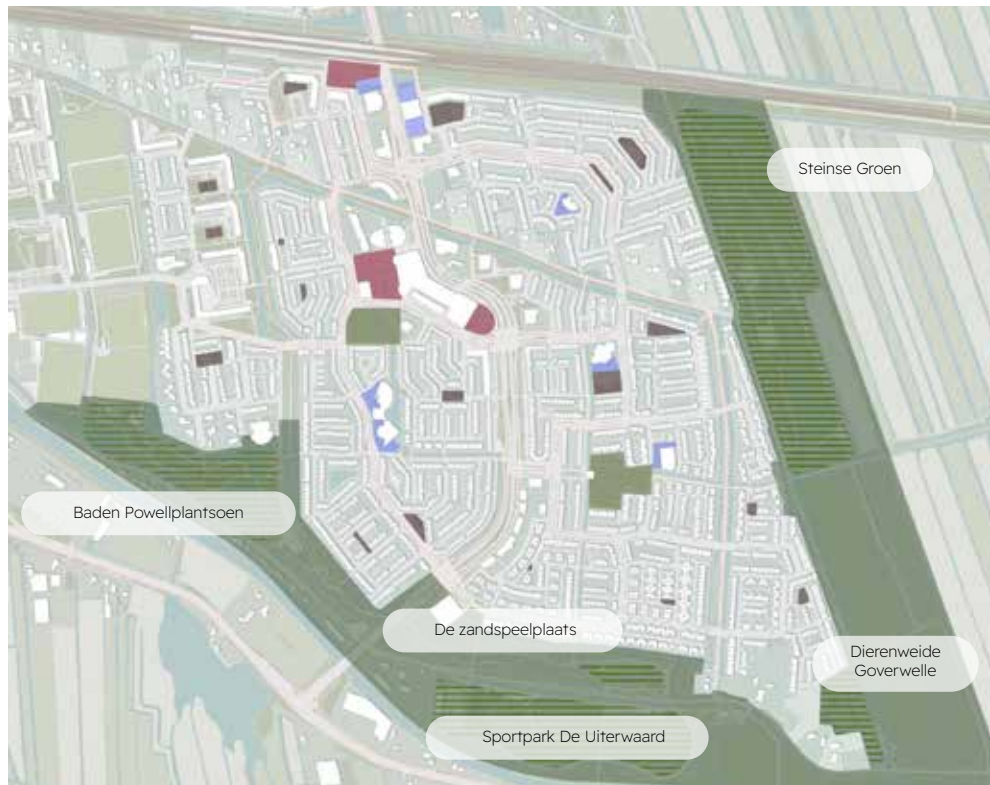 Steinse Groen
Baden Powellplantsoen
De zandspeelplaats
Dierenweide
Goverwelle
Sportpark De Uiterwaard